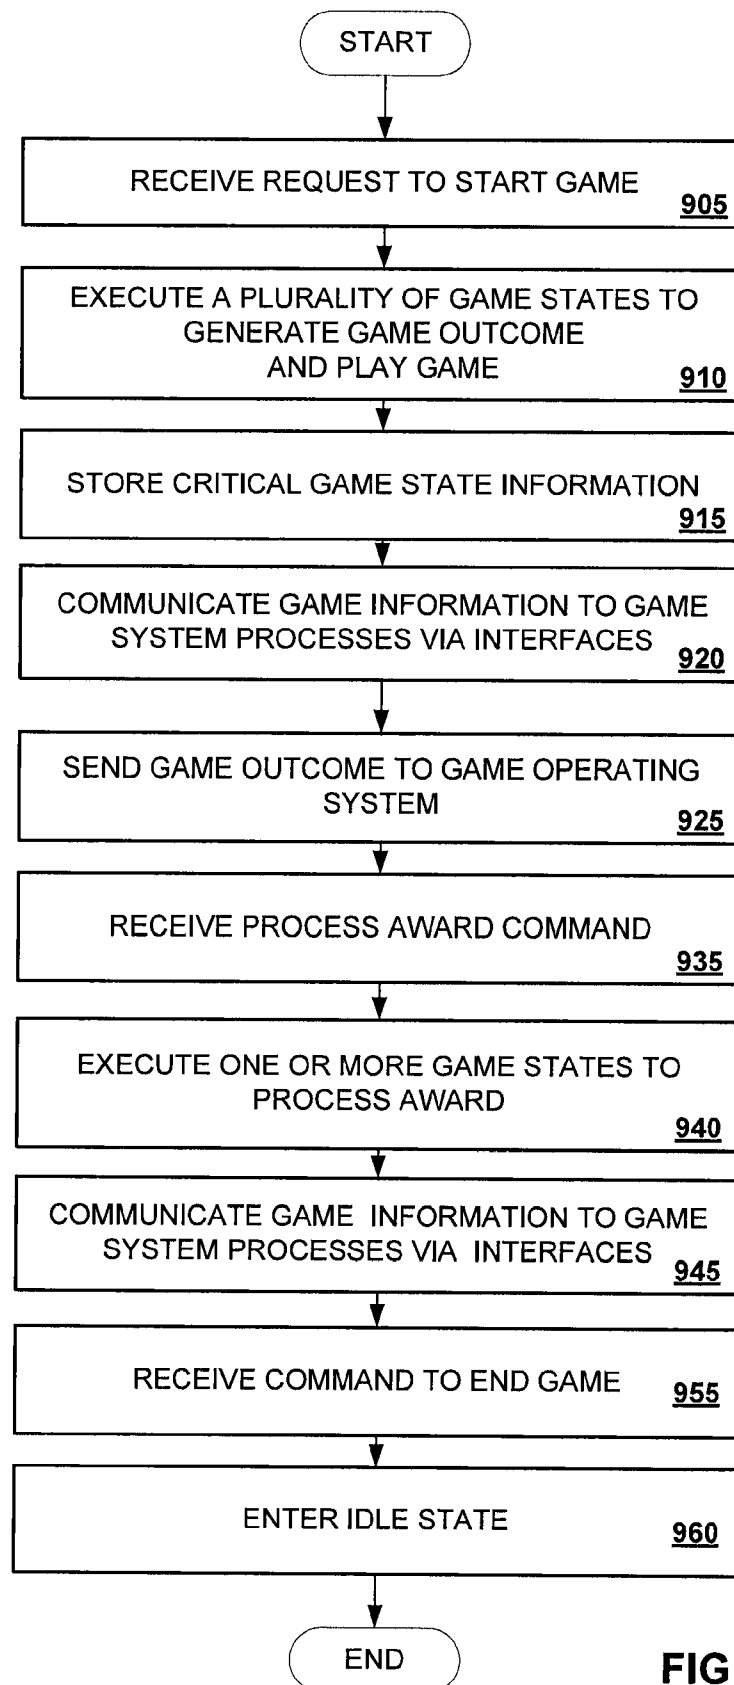 START
RECEIVE REQUEST TO START GAME
905
EXECUTE A PLURALITY OF GAME STATES TO
GENERATE GAME OUTCOME
AND PLAY GAME
910
STORE CRITICAL GAME STATE INFORMATION
915
COMMUNICATE GAME INFORMATION TO GAME
SYSTEM PROCESSES VIA INTERFACES
920
SEND GAME OUTCOME TO GAME OPERATING
SYSTEM
925
RECEIVE PROCESS AWARD COMMAND
935
EXECUTE ONE OR MORE GAME STATES TO
PROCESS AWARD
940
COMMUNICATE GAME INFORMATION TO GAME
SYSTEM PROCESSES VIA INTERFACES
945
RECEIVE COMMAND TO END GAME
955
ENTER IDLE STATE
960
END
FIG